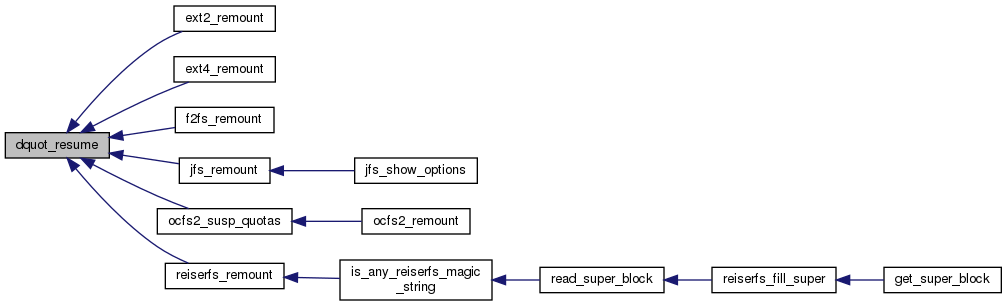 ext2_remount
ext4_remount
f2fs_remount
dquot_resume
jfs_remount
jfs_show_options
ocfs2_susp_quotas
ocfs2_remount
reiserfs_remount
is_any_reiserfs_magic
_string
read_super_block
reiserfs_fill_super
get_super_block